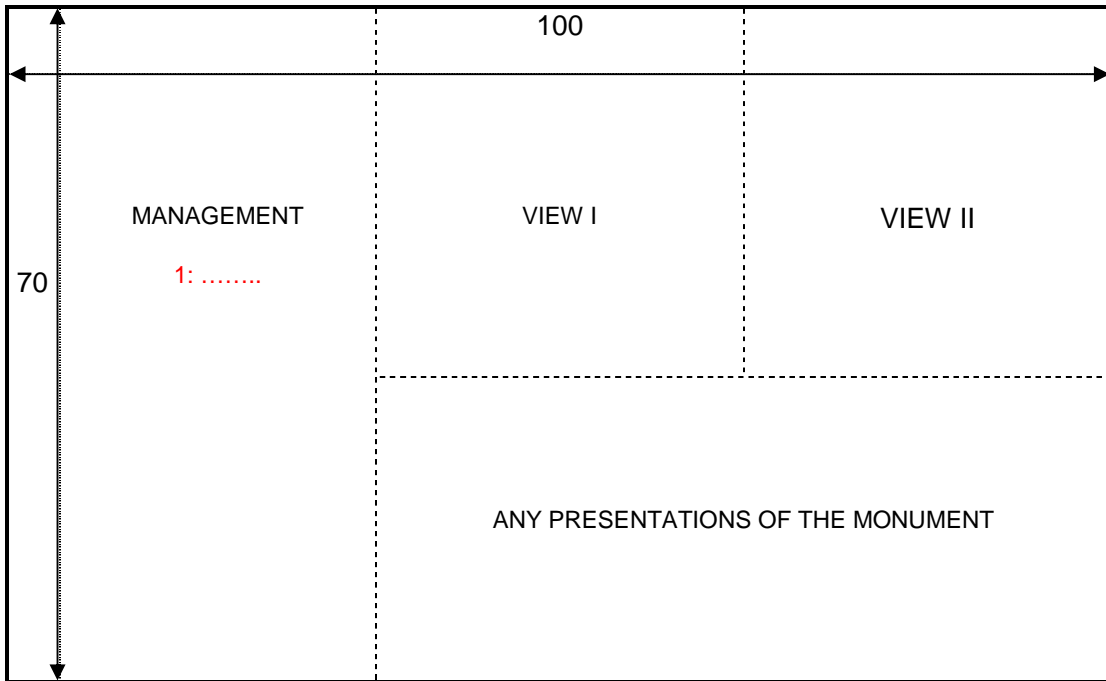 100
MANAGEMENT
VIEW I
VIEW II
1: ........
70
ANY PRESENTATIONS OF THE MONUMENT